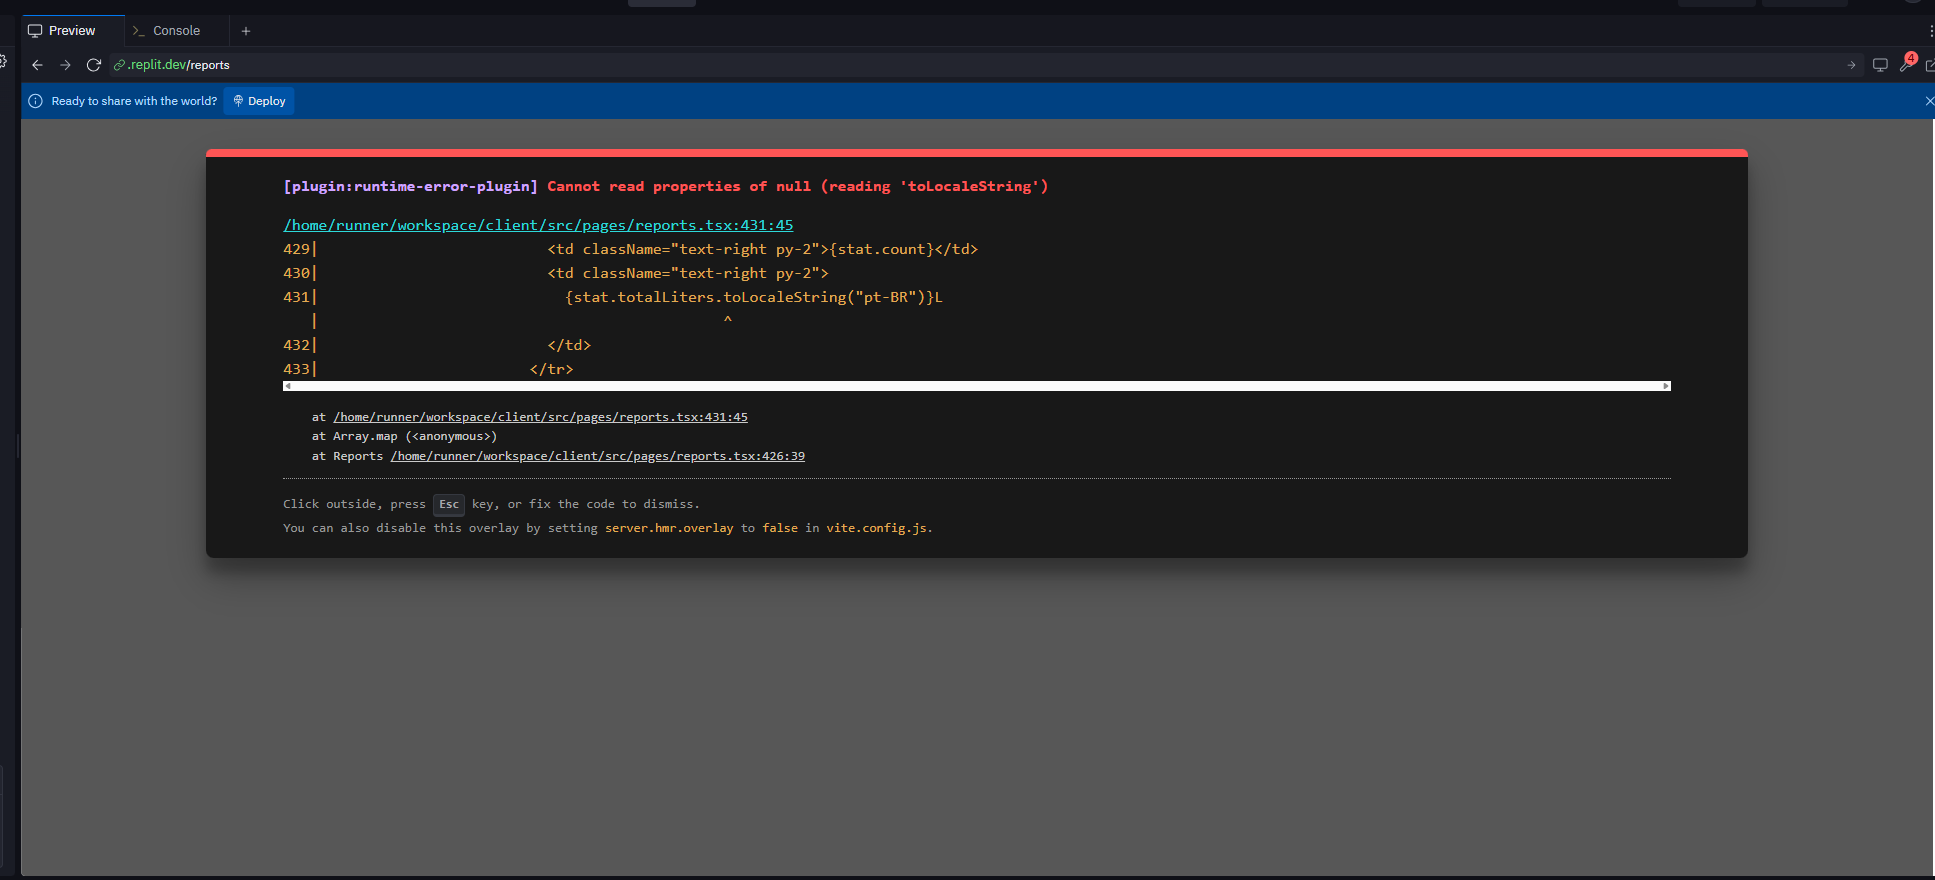 Preview
>_ Console
+
.replit.dev/reports
4
Ready to share with the world? Deploy
[plugin:runtime-error-plugin] Cannot read properties of null (reading 'toLocaleString')
/home/runner/workspace/client/src/pages/reports.tsx:431:45
429|                          <td className="text-right py-2">{stat.count}</td>
430|                          <td className="text-right py-2">
431|                            {stat.totalLiters.toLocaleString("pt-BR")}L
   |                                              ^
432|                          </td>
433|                        </tr>
at /home/runner/workspace/client/src/pages/reports.tsx:431:45
at Array.map (<anonymous>)
at Reports /home/runner/workspace/client/src/pages/reports.tsx:426:39
Click outside, press Esc key, or fix the code to dismiss.
You can also disable this overlay by setting server.hmr.overlay to false in vite.config.js.